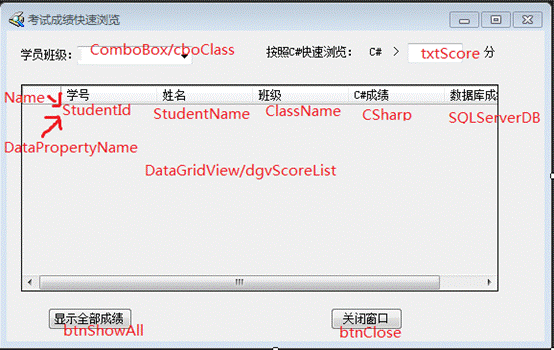 考试成绩快速浏览
学员班级： ComboBox/cboClass 按照C#快速浏览： C# > txtScore 分
Name 学号 姓名 班级 C#成绩 数据库成
StudentId StudentName ClassName CSharp SQLServerDB
DataPropertyName
DataGridView/dgvScoreList
显示全部成绩 关闭窗口
btnShowAll btnClose